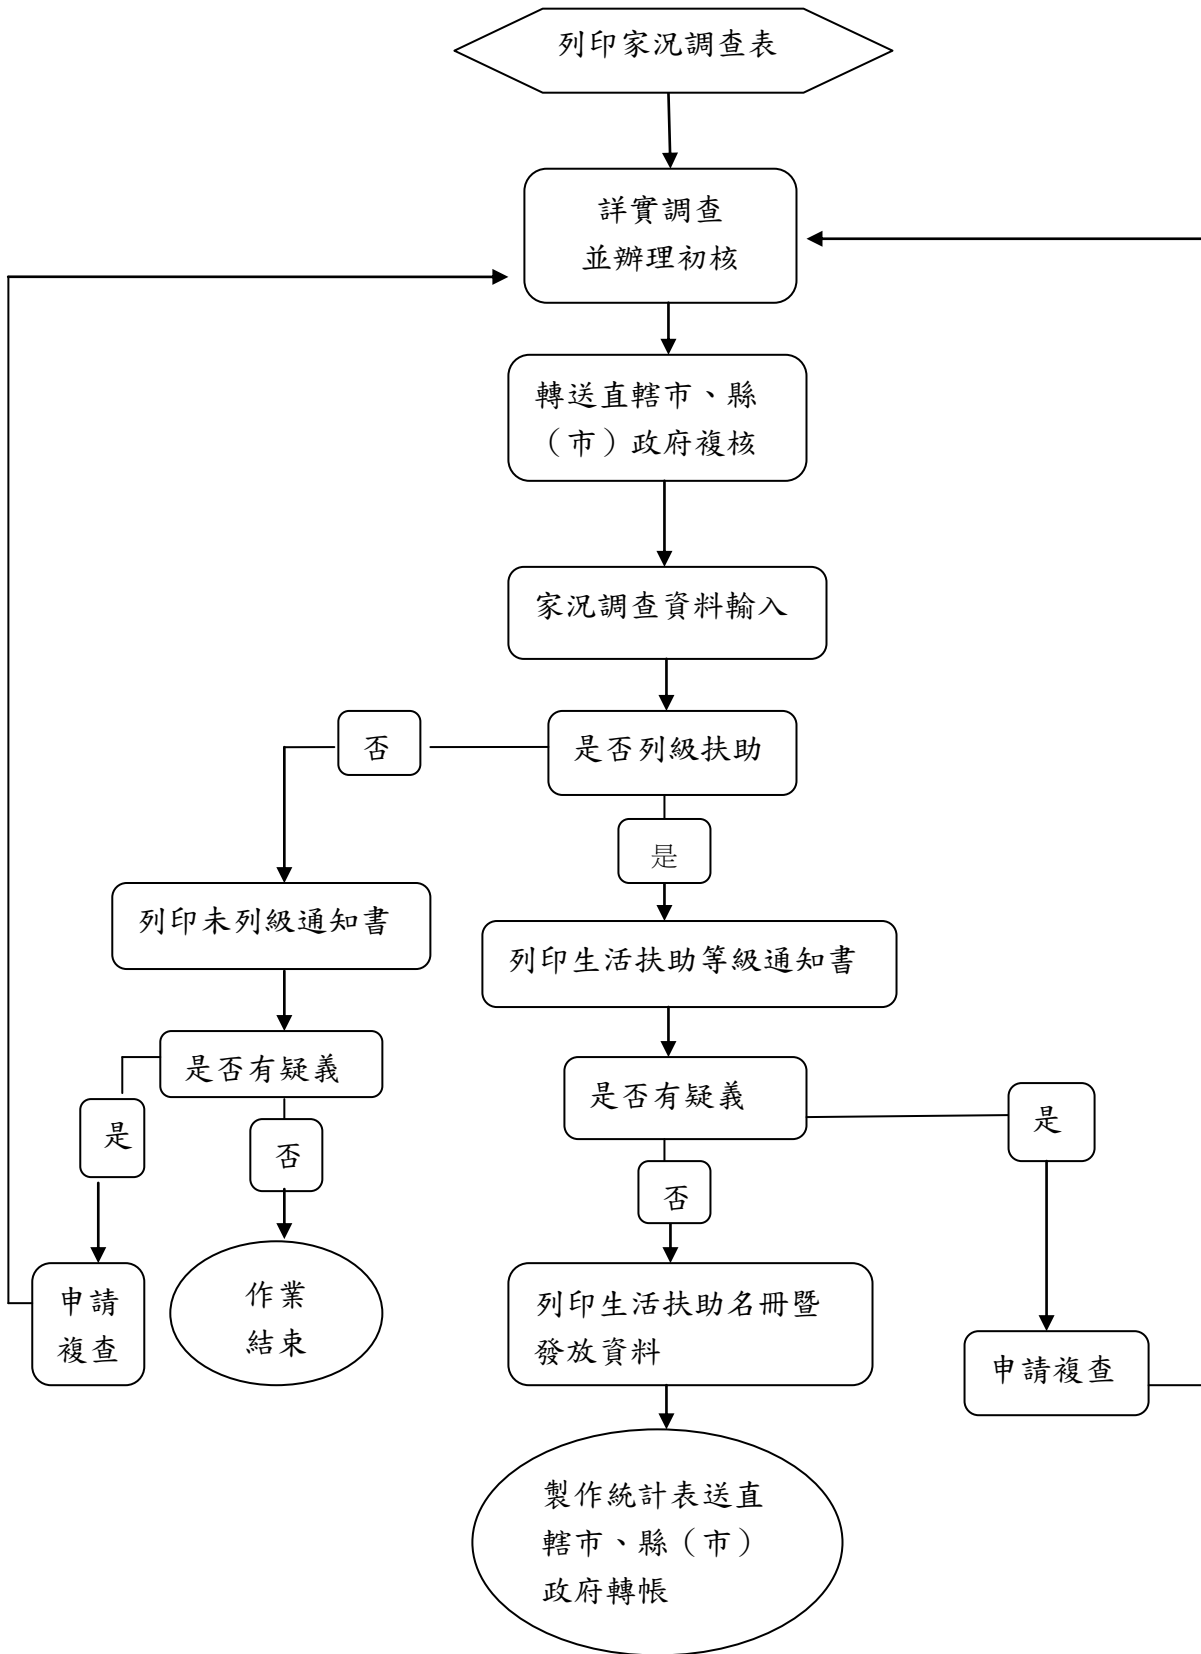 列印家況調查表
詳實調查
並辦理初核
轉送直轄市、縣
（市）政府複核
家況調查資料輸入
否
是否列級扶助
是
列印未列級通知書
列印生活扶助等級通知書
是否有疑義
是否有疑義
是
是
否
否
申請
複查
作業
結束
列印生活扶助名冊暨
發放資料
申請複查
製作統計表送直
轄市、縣（市）
政府轉帳